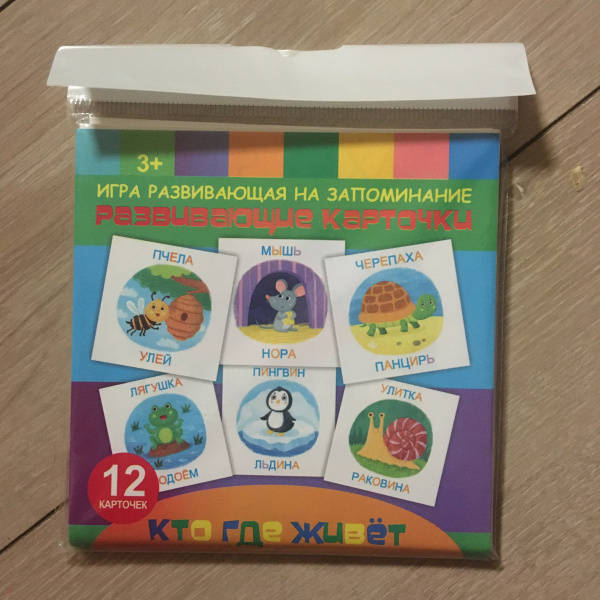 3+
ИГРА РАЗВИВАЮЩАЯ НА ЗАПОМИНАНИЕ
РАЗВИВАЮЩИЕ КАРТОЧКИ
ПЧЕЛА
УЛЕЙ
МЫШЬ
НОРА
ЧЕРЕПАХА
ПАНЦИРЬ
ЛЯГУШКА
ОДОЁМ
ПИНГВИН
ЛЬДИНА
УЛИТКА
РАКОВИНА
12
КАРТОЧЕК
КТО ГДЕ ЖИВЁТ